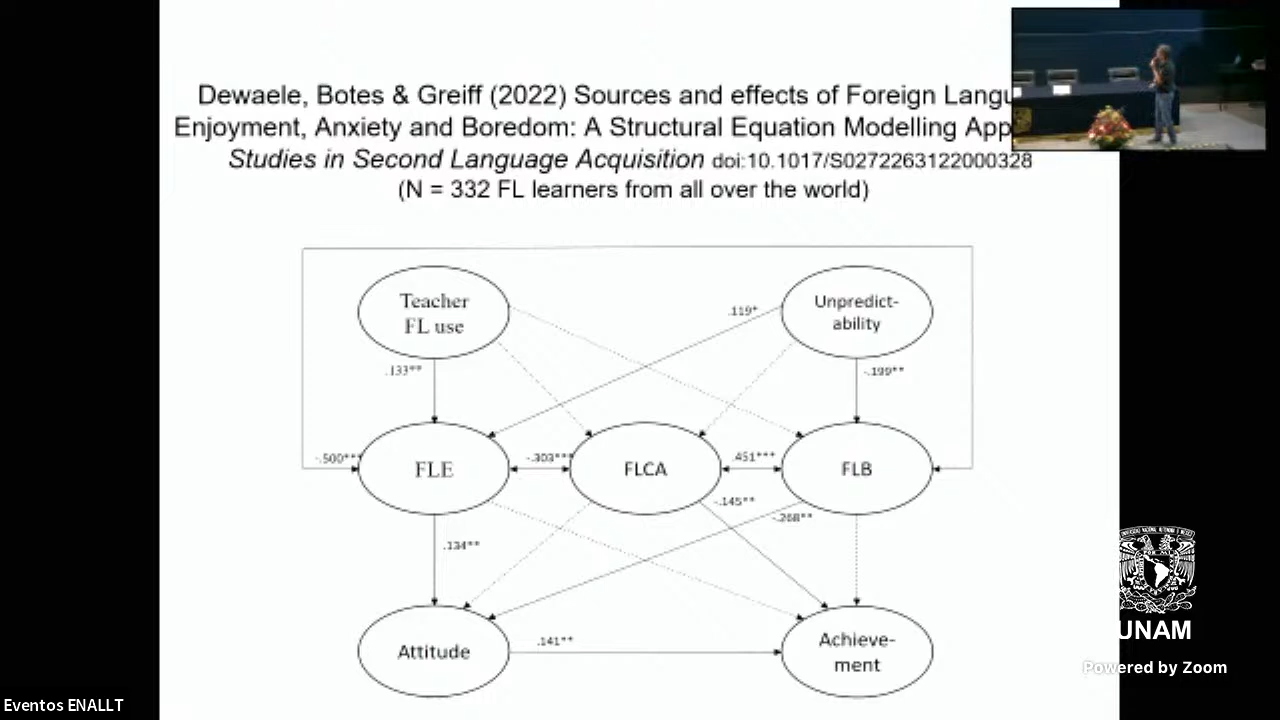 Dewaele, Botes & Greiff (2022) Sources and effects of Foreign
Enjoyment, Anxiety and Boredom: A Structural Equation Modelling
Studies in Second Language Acquisition doi:10.1017/S0272263122000328
(N = 332 FL learners from all over the world)
Teacher
FL use
Unpredict-
ability
.119*
.133**
-.199**
-.500***
FLE
-.303***
FLCA
.451***
FLB
-.145**
-.268**
.134**
Attitude
.141**
Achieve-
ment
UNAM
Powered by Zoom
Eventos ENALLT